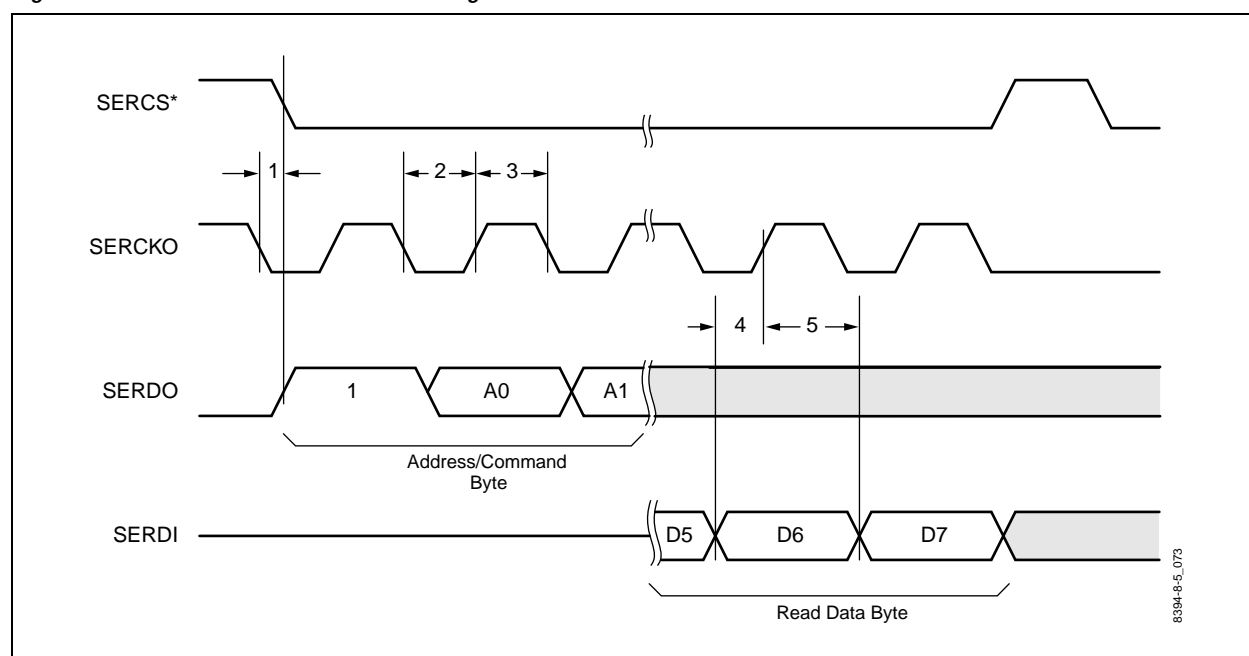 SERCS*
1
2
3
SERCKO
4
5
SERDO
1
A0
A1
Address/Command
Byte
SERDI
D5
D6
D7
Read Data Byte
8394-8-5_073